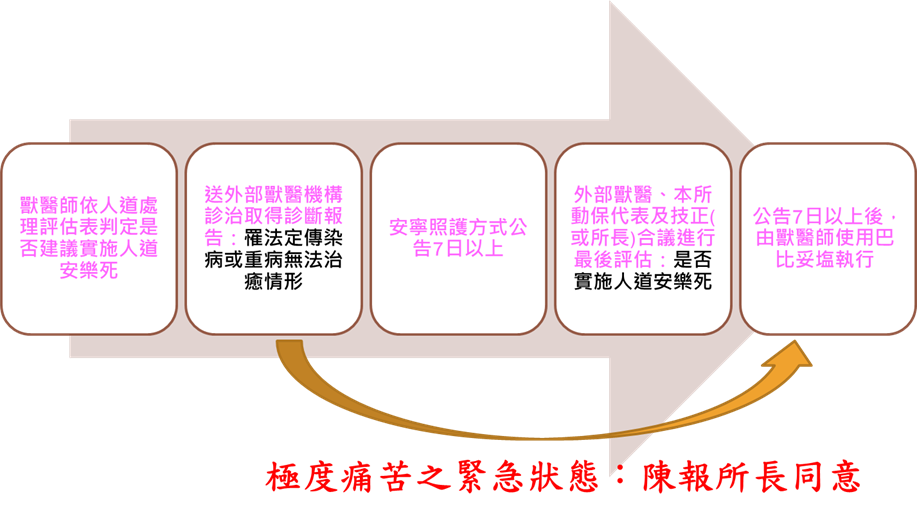 獸醫師依人道處
理評估表判定是
否建議實施人道
安樂死
送外部獸醫機構
診治取得診斷報
告：罹法定傳染
病或重病無法治
癒情形
安寧照護方式公
告7日以上
外部獸醫、本所
動保代表及技正(
或所長)合議進行
最後評估：是否
實施人道安樂死
公告7日以上後，
由獸醫師使用巴
比妥塩執行
極度痛苦之緊急狀態：陳報所長同意